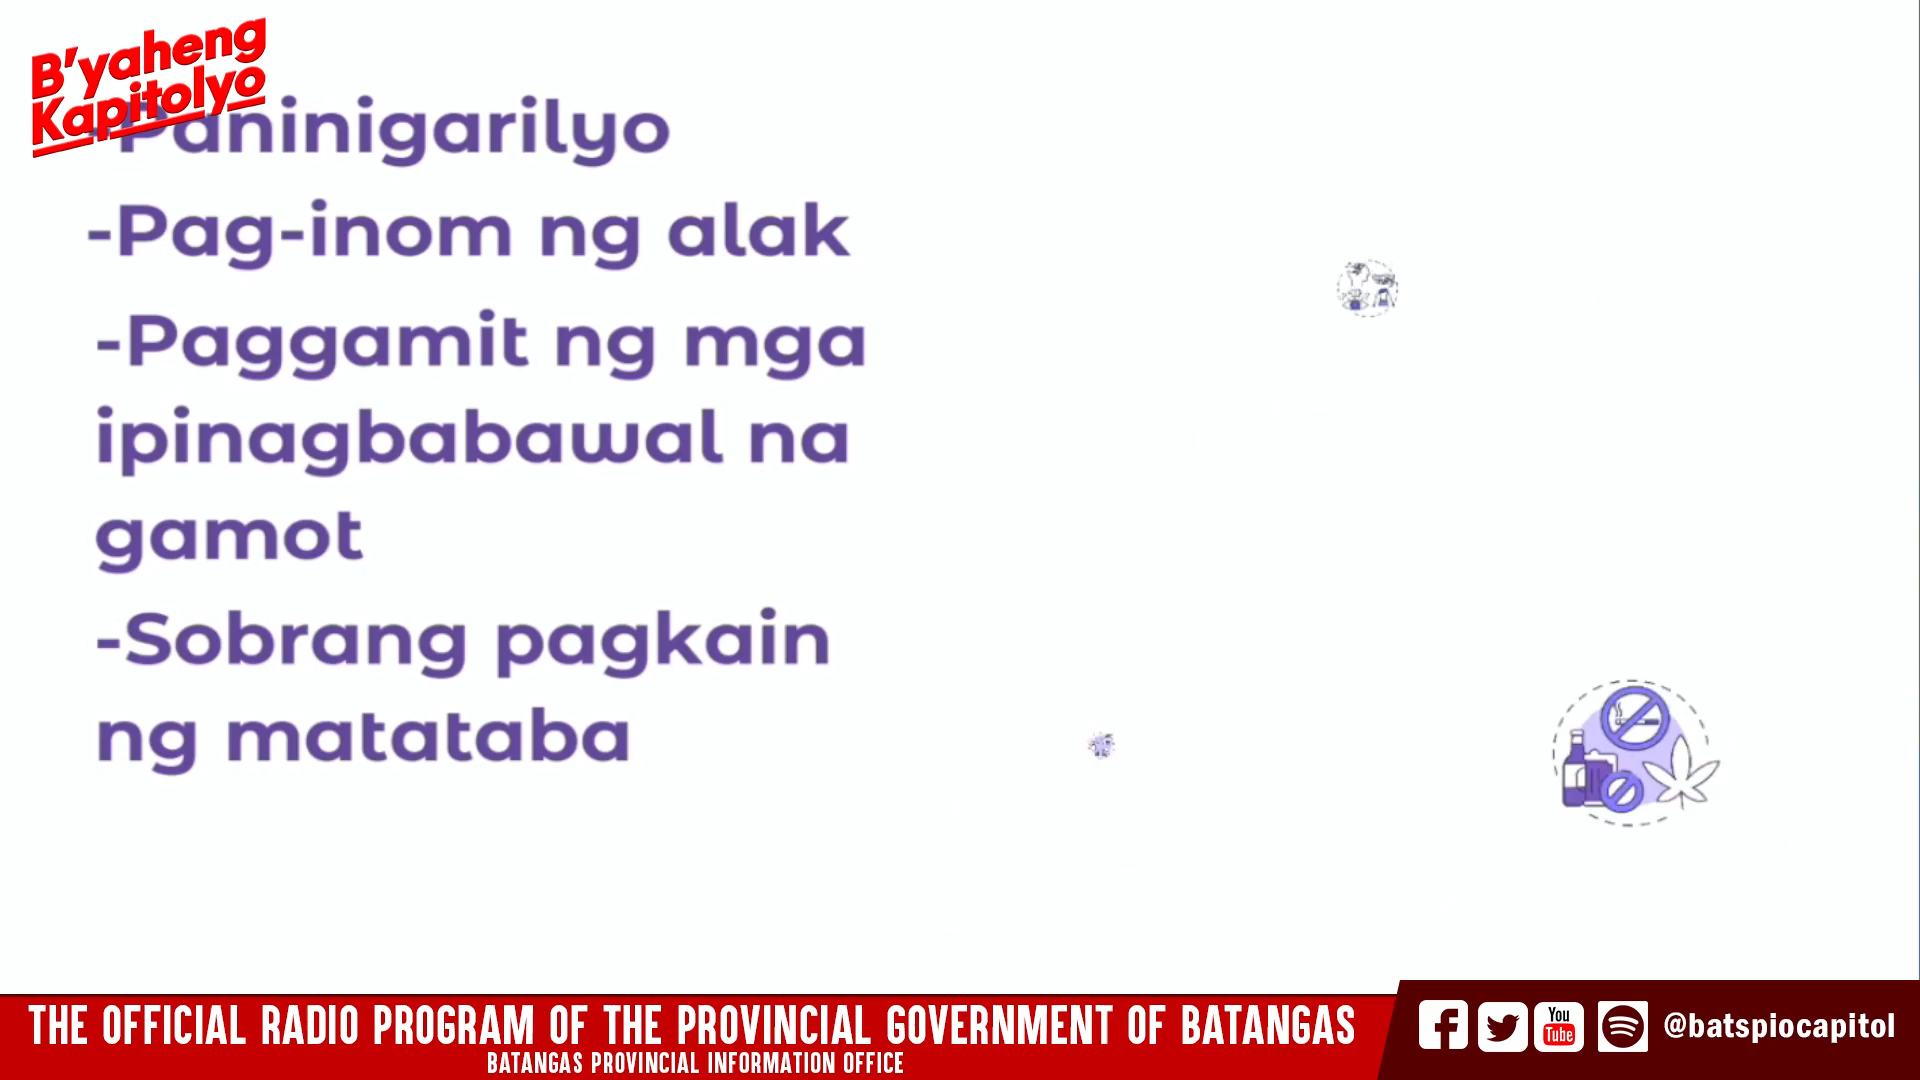 B'yaheng
Kapitolyo
-Paninigarilyo
-Pag-inom ng alak
-Paggamit ng mga
ipinagbabawal na
gamot
-Sobrang pagkain
ng matataba
THE OFFICIAL RADIO PROGRAM OF THE PROVINCIAL GOVERNMENT OF BATANGAS
BATANGAS PROVINCIAL INFORMATION OFFICE
You
Tube
@batspiocapitol